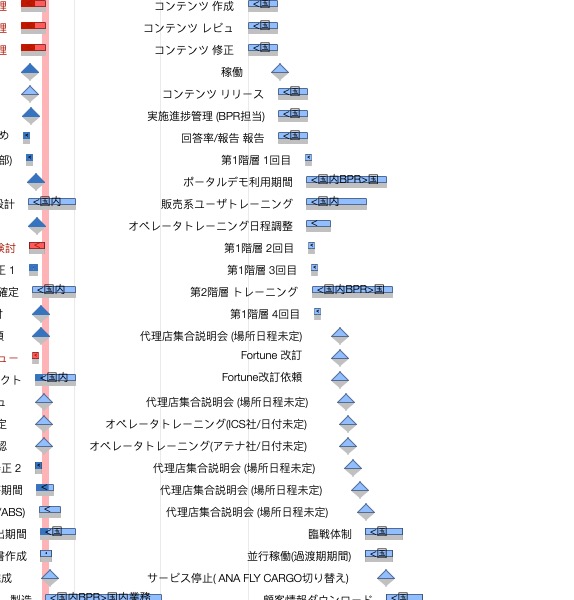 理 コンテンツ 作成 <国
理 コンテンツ レビュ <国
理 コンテンツ 修正 <国
稼働
コンテンツ リリース <国
実施進捗管理 (BPR担当) <国
め 回答率/報告 報告 <国
部) 第1階層 1回目 <
ポータルデモ利用期間 <国内BPR>国
設計 <国内 販売系ユーザトレーニング <国内
オペレータトレーニング日程調整 <
検討 < 第1階層 2回目 <
正 1 第1階層 3回目 <
確定 <国内 第2階層 トレーニング <国内BPR>国
第1階層 4回目 <
代理店集合説明会 (場所日程未定)
ュー Fortune 改訂
クト <国内 Fortune改訂依頼
ュ 代理店集合説明会 (場所日程未定)
定 オペレータトレーニング(ICS社/日付未定)
認 オペレータトレーニング(アテナ社/日付未定)
正 2 代理店集合説明会 (場所日程未定)
期間 < 代理店集合説明会 (場所日程未定)
/ABS) < 代理店集合説明会 (場所日程未定)
出期間 <国 臨戦体制 <国
書作成 並行稼働(過渡期期間) <国
成 サービス停止( ANA FLY CARGO切り替え)
製造 <国内BPR>国内業務 顧客情報ダウンロード <国